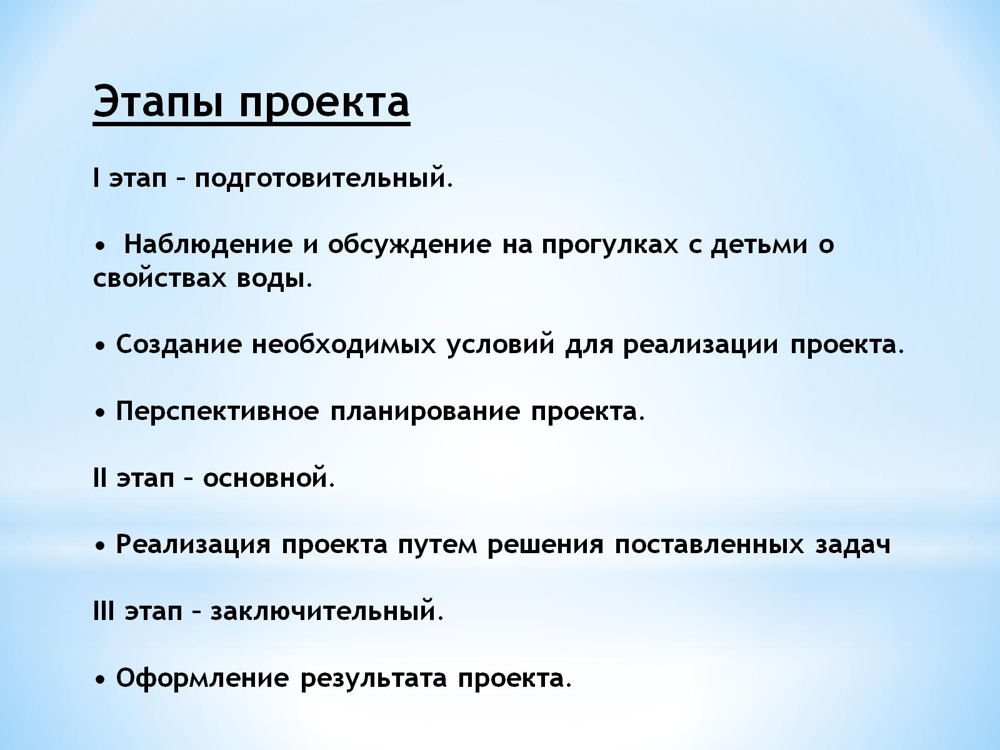 Этапы проекта
I этап – подготовительный.
• Наблюдение и обсуждение на прогулках с детьми о
свойствах воды.
• Создание необходимых условий для реализации проекта.
• Перспективное планирование проекта.
II этап – основной.
• Реализация проекта путем решения поставленных задач
III этап – заключительный.
• Оформление результата проекта.